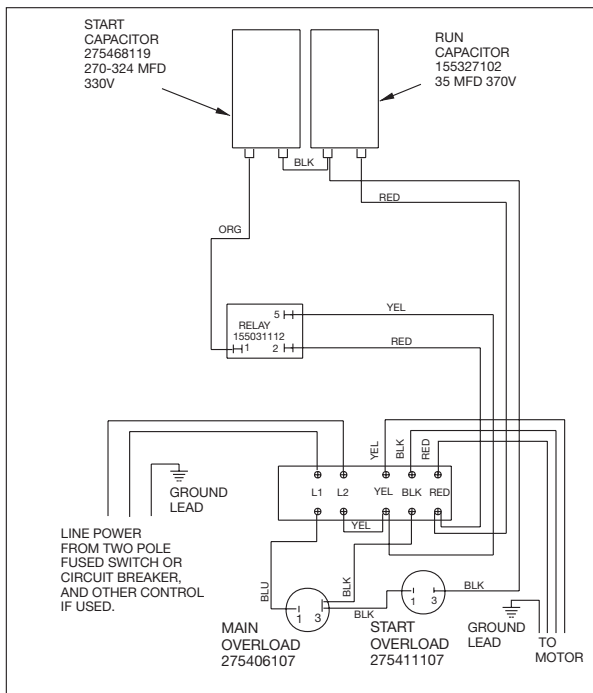 START
CAPACITOR
275468119
270-324 MFD
330V
RUN
CAPACITOR
155327102
35 MFD 370V
BLK
RED
ORG
5
YEL
RELAY
155031112
1
2
RED
YEL
BLK
RED
GROUND
LEAD
L1 L2 YEL BLK RED
YEL
LINE POWER
FROM TWO POLE
FUSED SWITCH OR
CIRCUIT BREAKER,
AND OTHER CONTROL
IF USED.
BLU
BLK
1 3
BLK
1 3
BLK
MAIN
OVERLOAD
275406107
START
OVERLOAD
275411107
GROUND
LEAD
TO
MOTOR